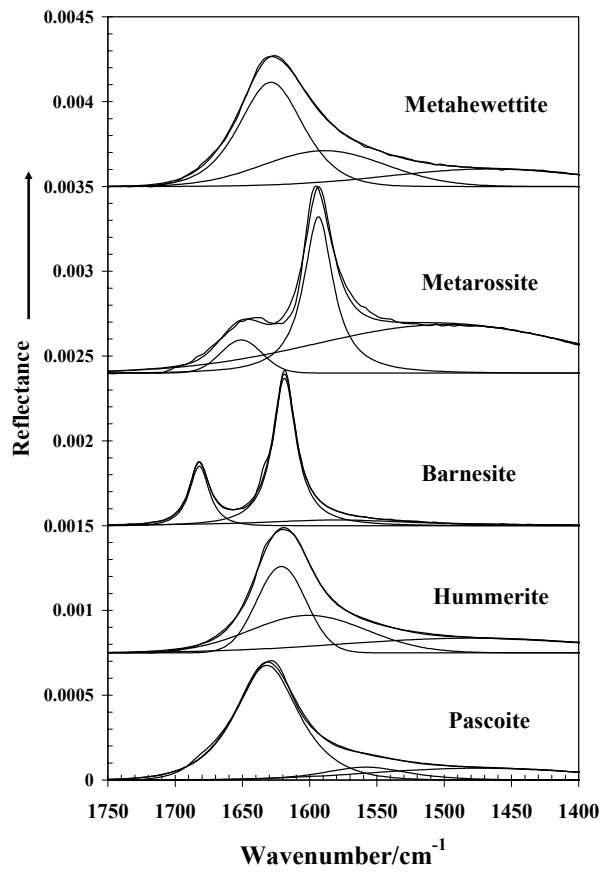 0.0045
0.004
Metahewettite
0.0035
0.003
Metarossite
0.0025
Reflectance
0.002
Barnesite
0.0015
Hummerite
0.001
0.0005
Pascoite
0
1750 1700 1650 1600 1550 1500 1450 1400
Wavenumber/cm⁻¹